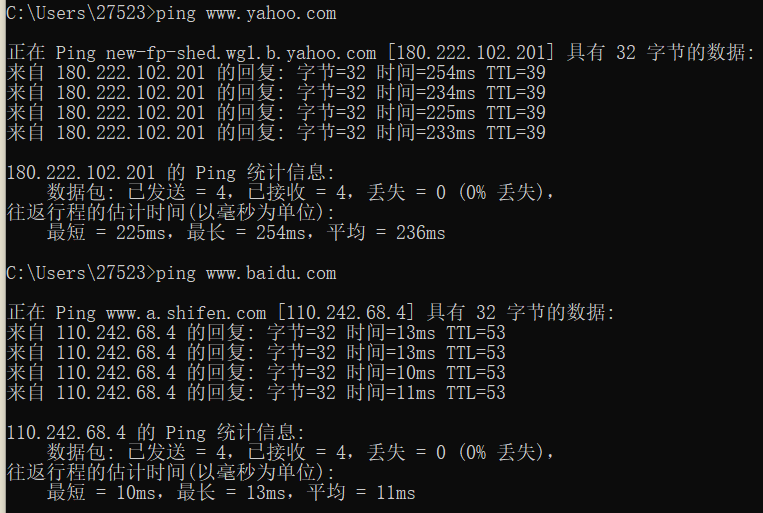 C:\Users\27523>ping www.yahoo.com
正在 Ping new-fp-shed.wg1.b.yahoo.com [180.222.102.201] 具有 32 字节的数据:
来自 180.222.102.201 的回复: 字节=32 时间=254ms TTL=39
来自 180.222.102.201 的回复: 字节=32 时间=234ms TTL=39
来自 180.222.102.201 的回复: 字节=32 时间=225ms TTL=39
来自 180.222.102.201 的回复: 字节=32 时间=233ms TTL=39
180.222.102.201 的 Ping 统计信息:
数据包: 已发送 = 4，已接收 = 4，丢失 = 0 (0% 丢失)，
往返行程的估计时间(以毫秒为单位):
最短 = 225ms，最长 = 254ms，平均 = 236ms
C:\Users\27523>ping www.baidu.com
正在 Ping www.a.shifen.com [110.242.68.4] 具有 32 字节的数据:
来自 110.242.68.4 的回复: 字节=32 时间=13ms TTL=53
来自 110.242.68.4 的回复: 字节=32 时间=13ms TTL=53
来自 110.242.68.4 的回复: 字节=32 时间=10ms TTL=53
来自 110.242.68.4 的回复: 字节=32 时间=11ms TTL=53
110.242.68.4 的 Ping 统计信息:
数据包: 已发送 = 4，已接收 = 4，丢失 = 0 (0% 丢失)，
往返行程的估计时间(以毫秒为单位):
最短 = 10ms，最长 = 13ms，平均 = 11ms